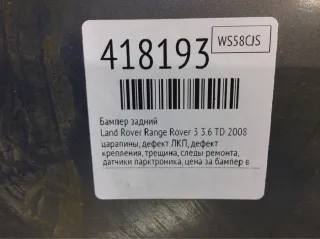 418193
WS58CJS
Бампер задний
Land Rover Range Rover 3 3.6 TD 2008
царапины, дефект ЛКП, дефект
крепления, трещина, следы ремонта,
датчики парктроника, цена за бампер в